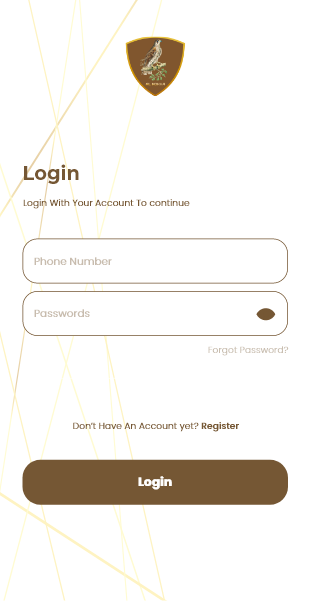 Login
Login With Your Account To continue
Phone Number
Passwords
Forgot Password?
Don't Have An Account yet? Register
Login